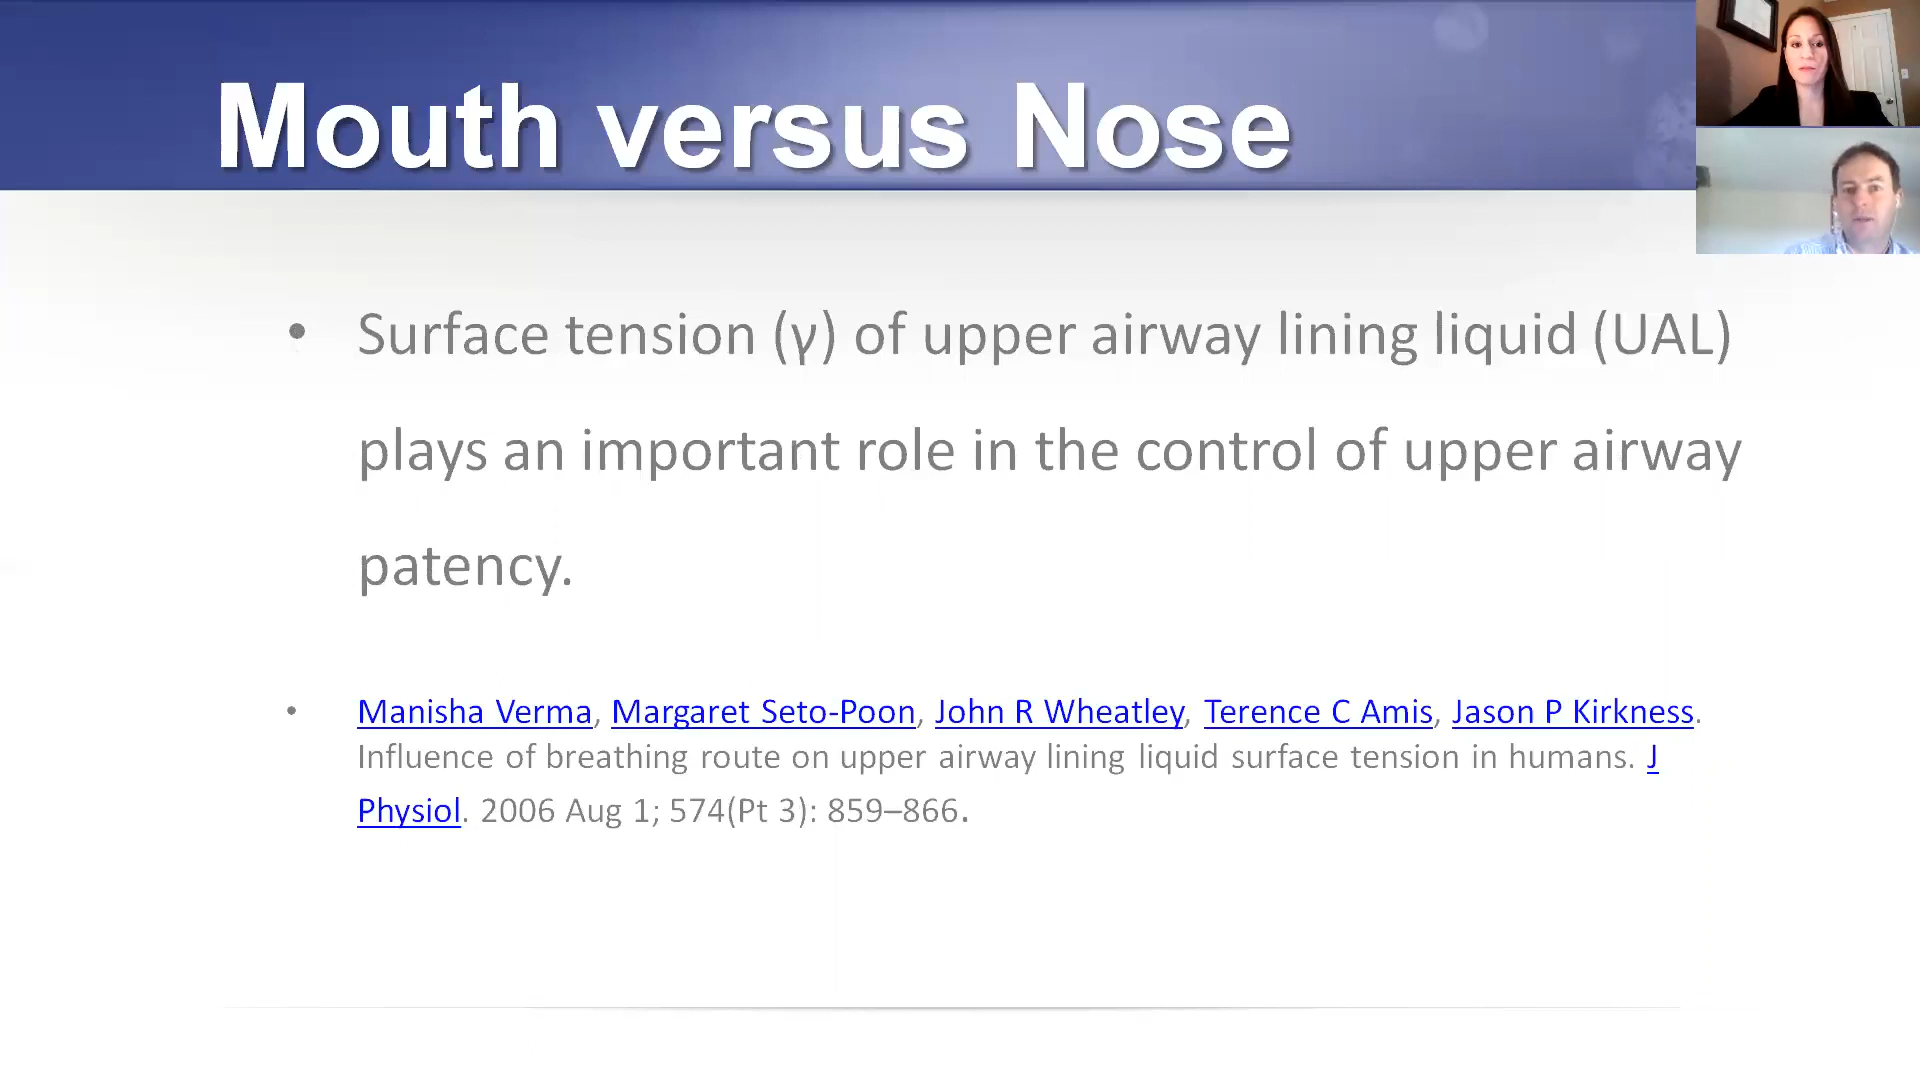 Mouth versus Nose
• Surface tension (γ) of upper airway lining liquid (UAL)
plays an important role in the control of upper airway
patency.
• Manisha Verma, Margaret Seto-Poon, John R Wheatley, Terence C Amis, Jason P Kirkness.
Influence of breathing route on upper airway lining liquid surface tension in humans. J
Physiol. 2006 Aug 1; 574(Pt 3): 859–866.